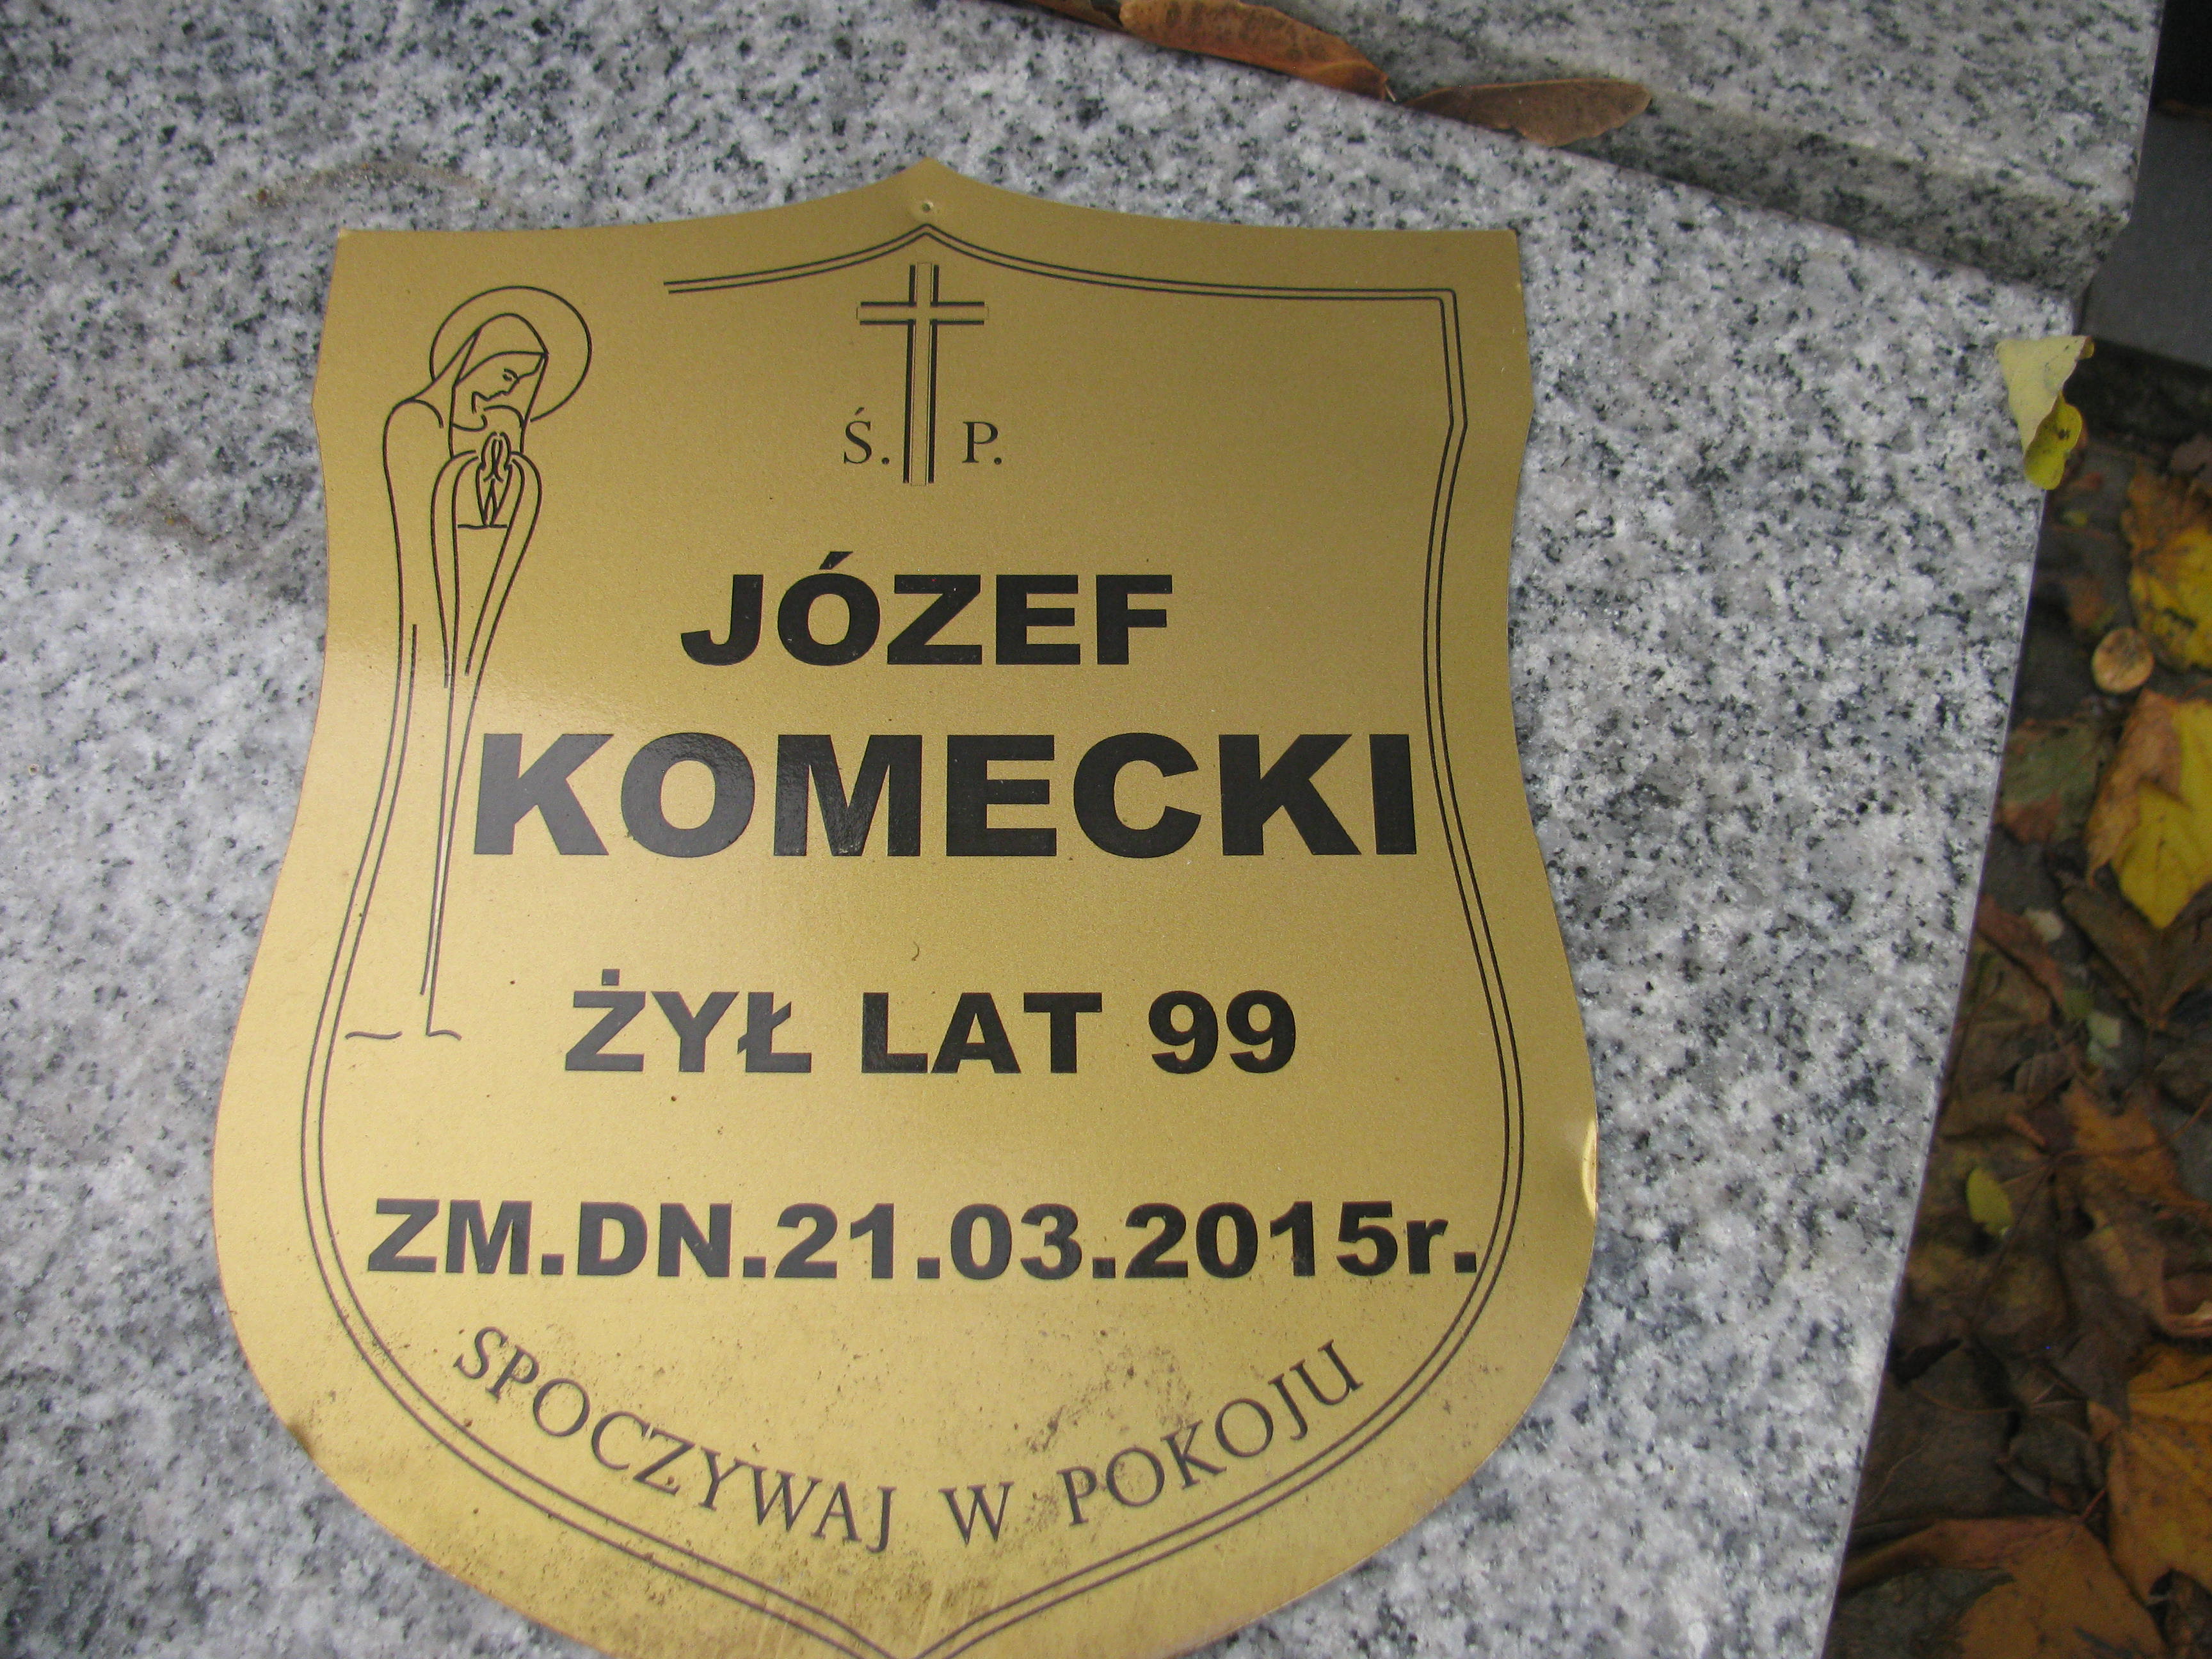 Ś. P.
JÓZEF
KOMECKI
ŻYŁ LAT 99
ZM.DN.21.03.2015r.
SPOCZYWAJ W POKOJU